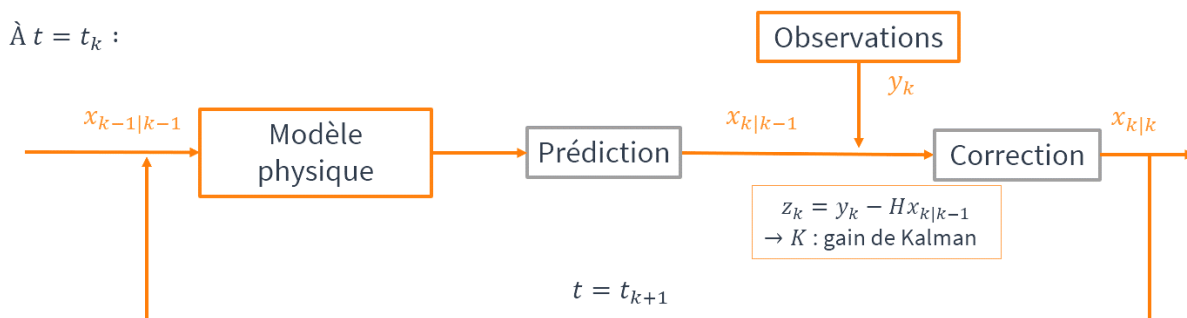 À t = t_k :
Observations
y_k
x_{k-1|k-1}
Modèle
physique
Prédiction
x_{k|k-1}
Correction
x_{k|k}
z_k = y_k − Hx_{k|k−1}
→ K : gain de Kalman
t = t_{k+1}